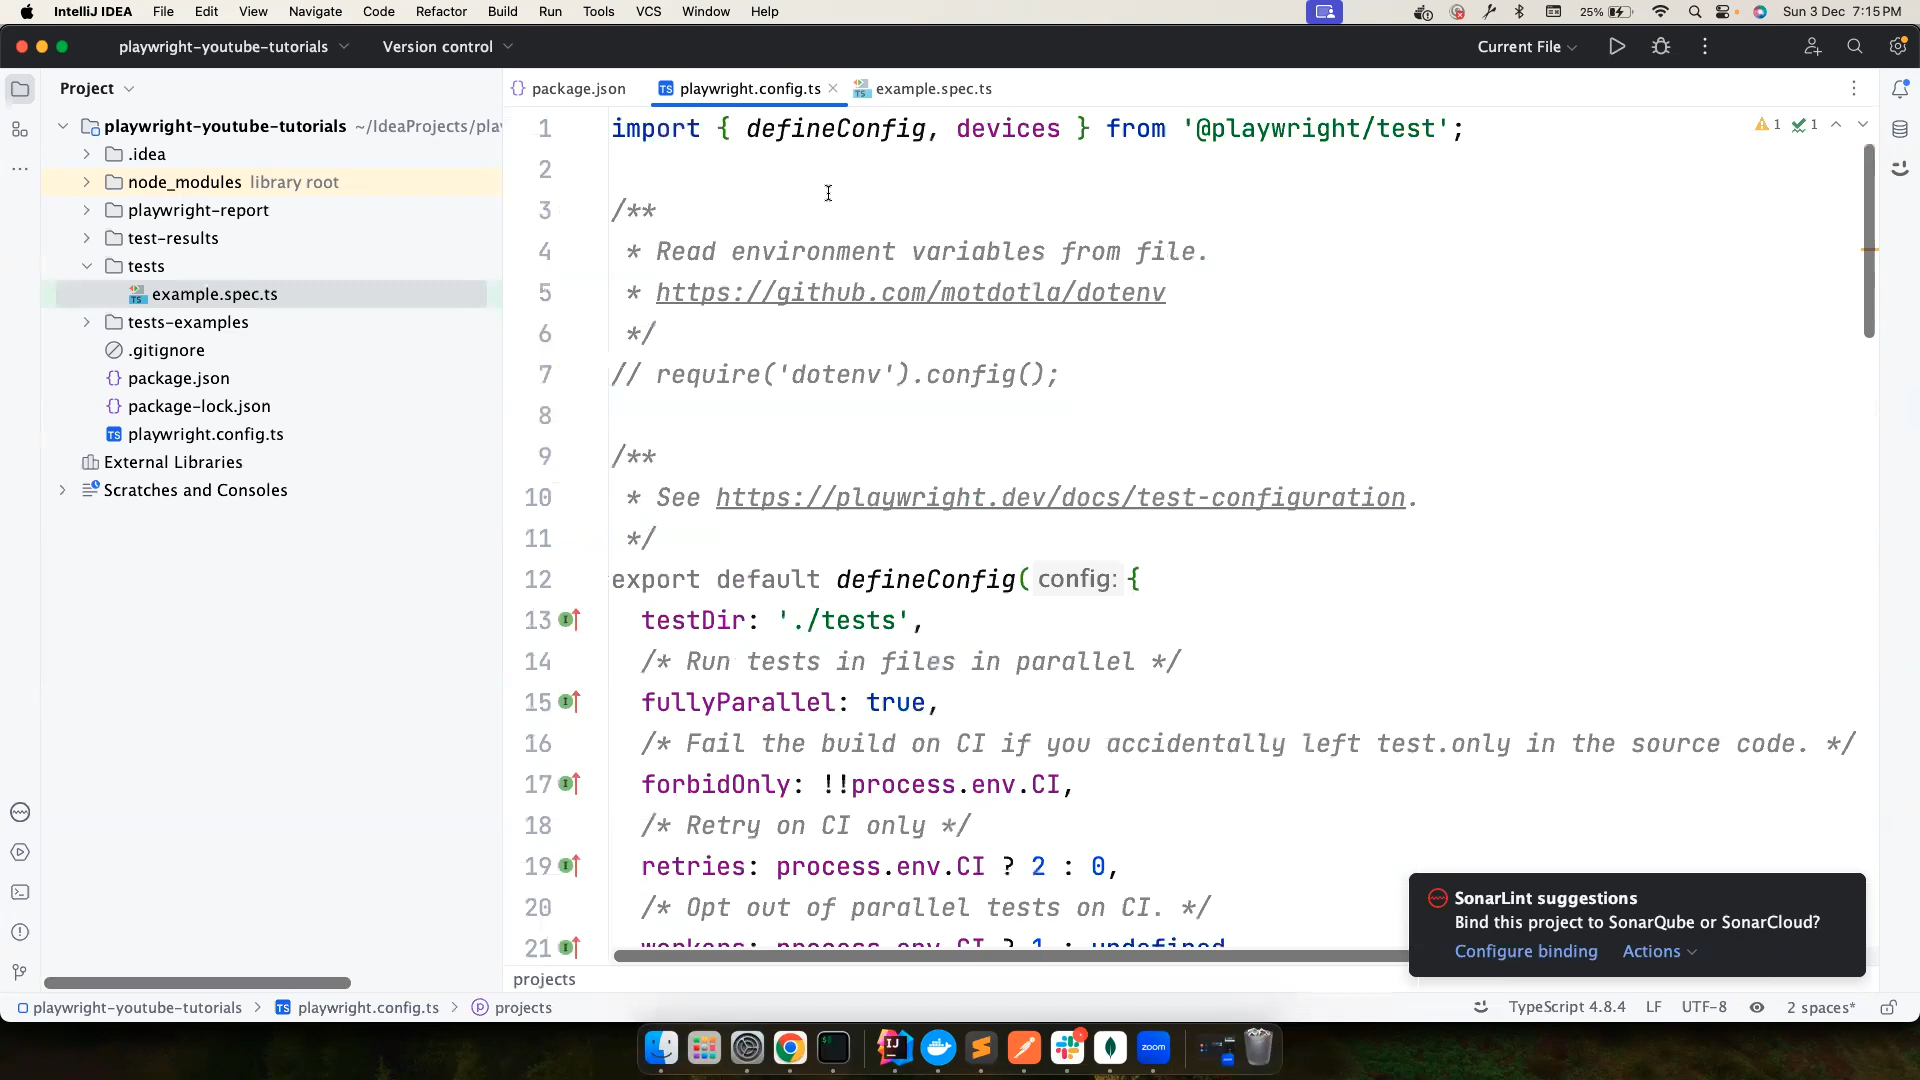 IntelliJ IDEA File Edit View Navigate Code Refactor Build Run Tools VCS Window Help 25% Sun 3 Dec 7:15 PM
playwright-youtube-tutorials Version control Current File
Project
package.json playwright.config.ts example.spec.ts
playwright-youtube-tutorials ~/IdeaProjects/pla
.idea
node_modules library root
playwright-report
test-results
tests
example.spec.ts
tests-examples
.gitignore
package.json
package-lock.json
playwright.config.ts
External Libraries
Scratches and Consoles
1 import { defineConfig, devices } from '@playwright/test'; 1 1
2
3 /**
4 * Read environment variables from file.
5 * https://github.com/motdotla/dotenv
6 */
7 // require('dotenv').config();
8
9 /**
10 * See https://playwright.dev/docs/test-configuration.
11 */
12 export default defineConfig( config: {
13 testDir: './tests',
14 /* Run tests in files in parallel */
15 fullyParallel: true,
16 /* Fail the build on CI if you accidentally left test.only in the source code. */
17 forbidOnly: !!process.env.CI,
18 /* Retry on CI only */
19 retries: process.env.CI ? 2 : 0,
20 /* Opt out of parallel tests on CI. */
21 workers: process.env.CI ? 1 : undefined
SonarLint suggestions
Bind this project to SonarQube or SonarCloud?
Configure binding Actions
projects
playwright-youtube-tutorials > playwright.config.ts > projects TypeScript 4.8.4 LF UTF-8 2 spaces*
zoom